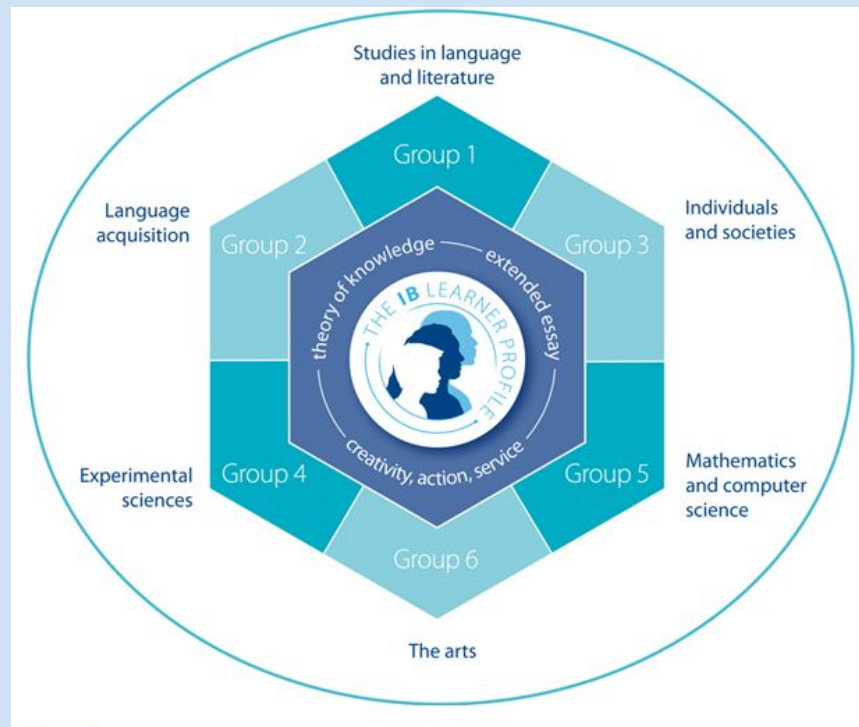 Studies in language
and literature
Group 1
Language
acquisition
Group 2
Individuals
and societies
Group 3
theory of knowledge
extended essay
THE IB LEARNER PROFILE
creativity, action, service
Experimental
sciences
Group 4
Mathematics
and computer
science
Group 5
Group 6
The arts